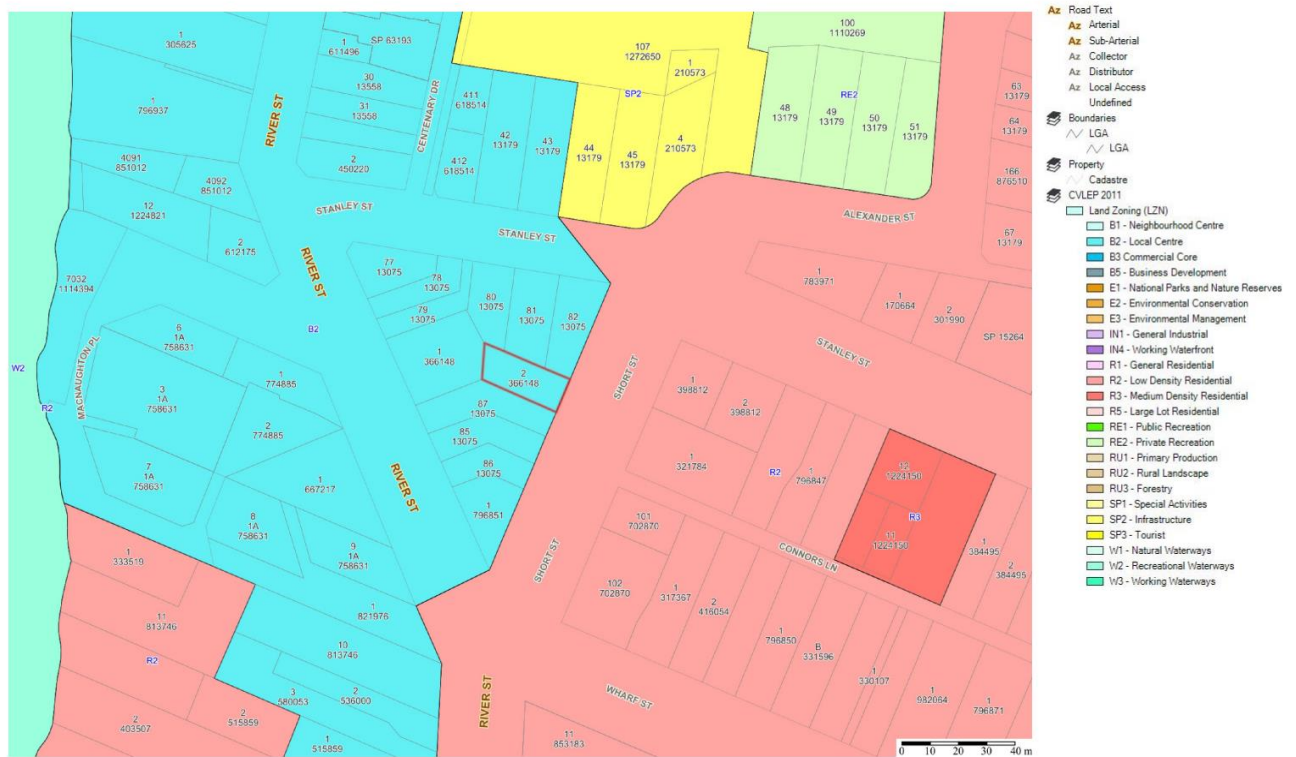 1
305625
1
611496
SP 63193
30
13558
31
13558
2
450220
1
796937
RIVER ST
CENTENARY DR
411
618514
412
618514
42
13179
43
13179
107
1272650
1
210573
SP2
44
13179
45
13179
4
210573
100
1110269
RE2
48
13179
49
13179
50
13179
51
13179
63
13179
64
13179
166
876510
67
13179
4091
851012
4092
851012
12
1224821
2
612175
STANLEY ST
STANLEY ST
ALEXANDER ST
7032
1114394
RIVER ST
77
13075
78
13075
79
13075
80
13075
81
13075
82
13075
1
783971
1
170664
2
301990
SP 15264
B2
6
1A
758631
1
366148
2
366148
W2
R2
MACNAUGHTON PL
3
1A
758631
1
774885
2
774885
87
13075
85
13075
86
13075
1
796851
SHORT ST
STANLEY ST
1
398812
2
398812
1
321784
R2
1
796847
12
1224150
R3
11
1224150
7
1A
758631
1
667217
RIVER ST
8
1A
758631
9
1A
758631
101
702870
102
702870
SHORT ST
CONNORS LN
1
384495
2
384495
1
333519
11
813746
R2
1
821976
10
813746
3
580053
2
536000
2
403507
2
515859
1
515859
RIVER ST
1
317367
2
416054
1
796850
B
331596
1
330107
1
982064
1
796871
WHARF ST
11
853183
0 10 20 30 40 m
Az Road Text
Az Arterial
Az Sub-Arterial
Az Collector
Az Distributor
Az Local Access
Undefined
Boundaries
LGA
LGA
Property
Cadastre
CVLEP 2011
Land Zoning (LZN)
B1 - Neighbourhood Centre
B2 - Local Centre
B3 Commercial Core
B5 - Business Development
E1 - National Parks and Nature Reserves
E2 - Environmental Conservation
E3 - Environmental Management
IN1 - General Industrial
IN4 - Working Waterfront
R1 - General Residential
R2 - Low Density Residential
R3 - Medium Density Residential
R5 - Large Lot Residential
RE1 - Public Recreation
RE2 - Private Recreation
RU1 - Primary Production
RU2 - Rural Landscape
RU3 - Forestry
SP1 - Special Activities
SP2 - Infrastructure
SP3 - Tourist
W1 - Natural Waterways
W2 - Recreational Waterways
W3 - Working Waterways